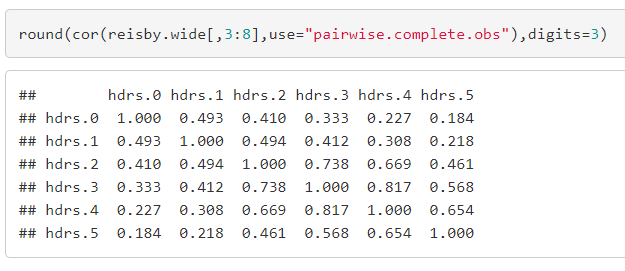 round(cor(reisby.wide[,3:8],use="pairwise.complete.obs"),digits=3)
##        hdrs.0 hdrs.1 hdrs.2 hdrs.3 hdrs.4 hdrs.5
## hdrs.0  1.000  0.493  0.410  0.333  0.227  0.184
## hdrs.1  0.493  1.000  0.494  0.412  0.308  0.218
## hdrs.2  0.410  0.494  1.000  0.738  0.669  0.461
## hdrs.3  0.333  0.412  0.738  1.000  0.817  0.568
## hdrs.4  0.227  0.308  0.669  0.817  1.000  0.654
## hdrs.5  0.184  0.218  0.461  0.568  0.654  1.000